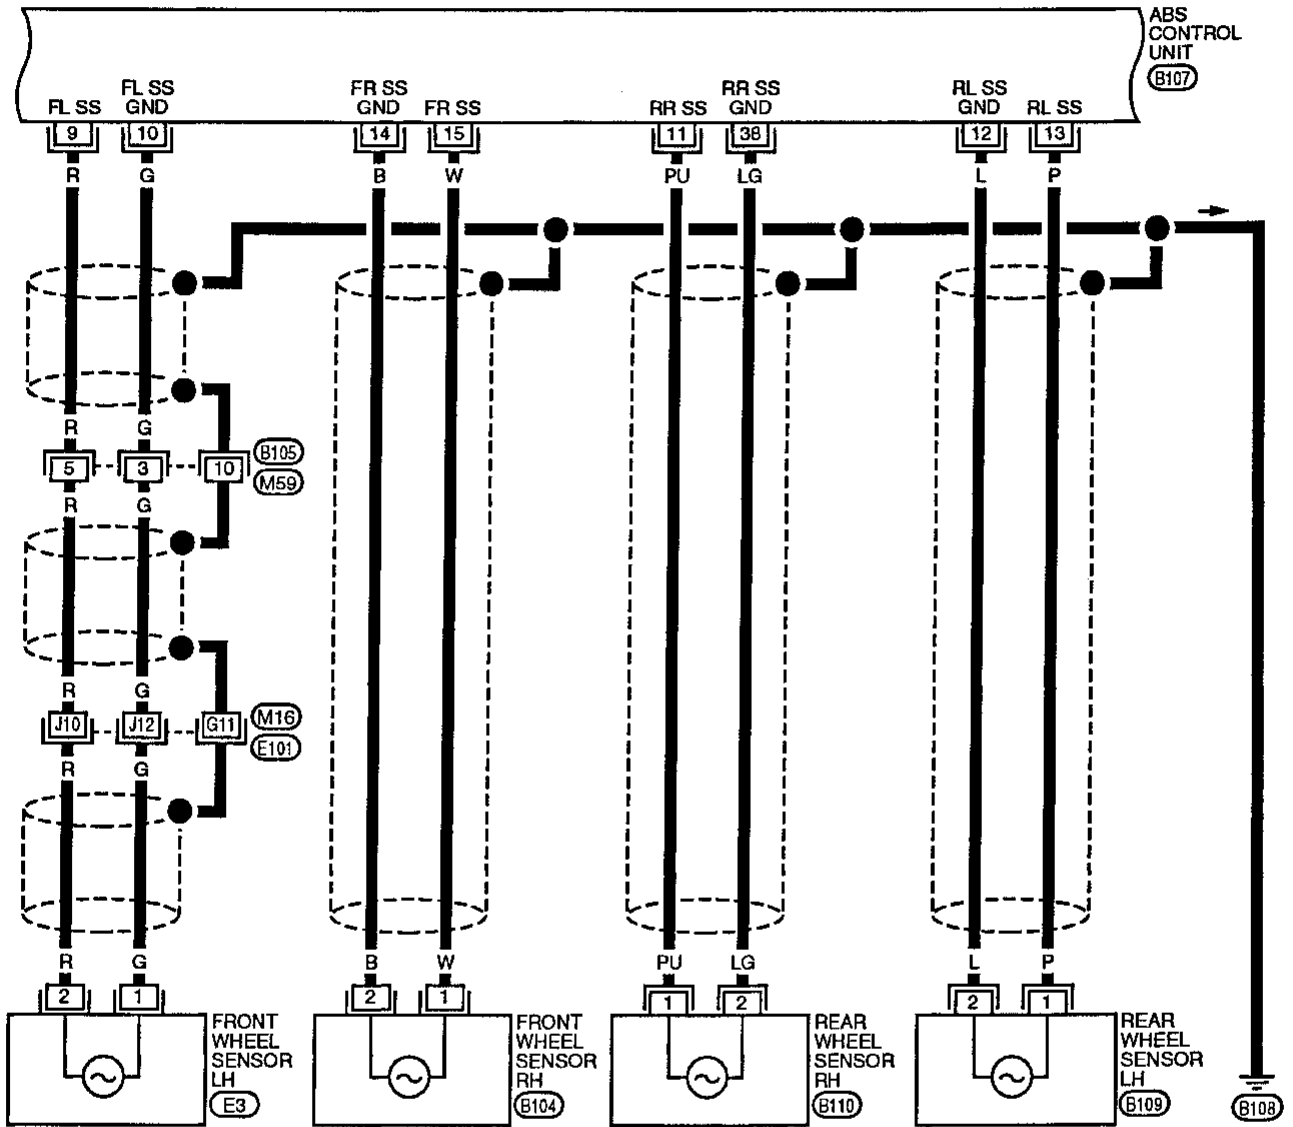 ABS
CONTROL
UNIT
B107
FL SS
FL SS
GND
FR SS
GND
FR SS
RR SS
RR SS
GND
RL SS
GND
RL SS
9 10 14 15 11 38 12 13
R G B W PU LG L P
R G
5 3 10
B105
M59
R G
R G
J10 J12 G11
M16
E101
R G
R G B W PU LG L P
2 1 2 1 1 2 2 1
FRONT
WHEEL
SENSOR
LH
E3
FRONT
WHEEL
SENSOR
RH
B104
REAR
WHEEL
SENSOR
RH
B110
REAR
WHEEL
SENSOR
LH
B109
B108